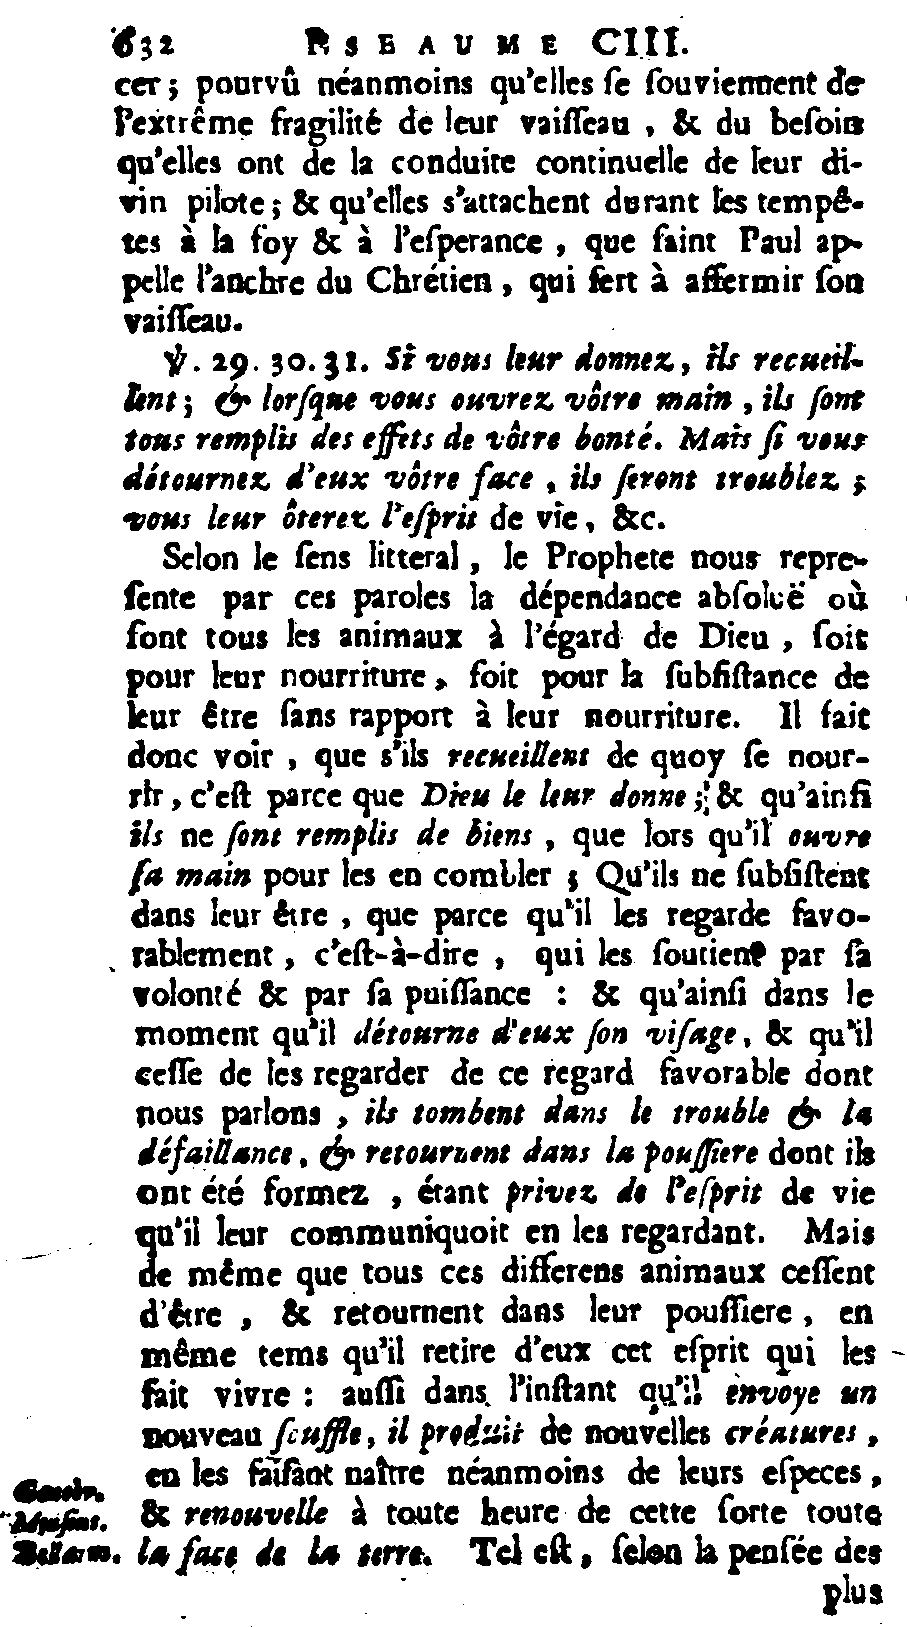 632 PSEAUME CIII.
cer ; pourvû néanmoins qu'elles ſe ſouviennent de
l'extrême fragilité de leur vaiſſeau , & du beſoin
qu'elles ont de la conduite continuelle de leur di-
vin pilote ; & qu'elles s'attachent durant les tempê-
tes à la foy & à l'eſperance , que ſaint Paul ap-
pelle l'anchre du Chrétien , qui ſert à affermir ſon
vaiſſeau.
℣. 29. 30. 31. Si vous leur donnez, ils recueil-
lent ; & lorſque vous ouvrez vôtre main , ils ſont
tous remplis des effets de vôtre bonté. Mais ſi vous
détournez d'eux vôtre face , ils ſeront troublez ;
vous leur ôterez l'eſprit de vie, &c.
Selon le ſens litteral , le Prophete nous repre-
ſente par ces paroles la dépendance abſoluë où
ſont tous les animaux à l'égard de Dieu , ſoit
pour leur nourriture , ſoit pour la ſubſiſtance de
leur être ſans rapport à leur nourriture. Il fait
donc voir , que s'ils recueillent de quoy ſe nour-
rir , c'eſt parce que Dieu le leur donne ; & qu'ainſi
ils ne ſont remplis de biens , que lors qu'il ouvre
ſa main pour les en combler ; Qu'ils ne ſubſiſtent
dans leur être , que parce qu'il les regarde favo-
rablement , c'eſt-à-dire , qui les ſoutient par ſa
volonté & par ſa puiſſance : & qu'ainſi dans le
moment qu'il détourne d'eux ſon viſage, & qu'il
ceſſe de les regarder de ce regard favorable dont
nous parlons , ils tombent dans le trouble & la
défaillance, & retournent dans la pouſſiere dont ils
ont été formez , étant privez de l'eſprit de vie
qu'il leur communiquoit en les regardant. Mais
de même que tous ces differens animaux ceſſent
d'être , & retournent dans leur pouſſiere , en
même tems qu'il retire d'eux cet eſprit qui les
fait vivre : auſſi dans l'inſtant qu'il envoye un
nouveau ſouffle, il produit de nouvelles créatures ,
en les faiſant naître néanmoins de leurs eſpeces ,
Genebr.
& renouvelle à toute heure de cette ſorte toute
Bellarm. la face de la terre. Tel eſt , ſelon la penſée des
plus